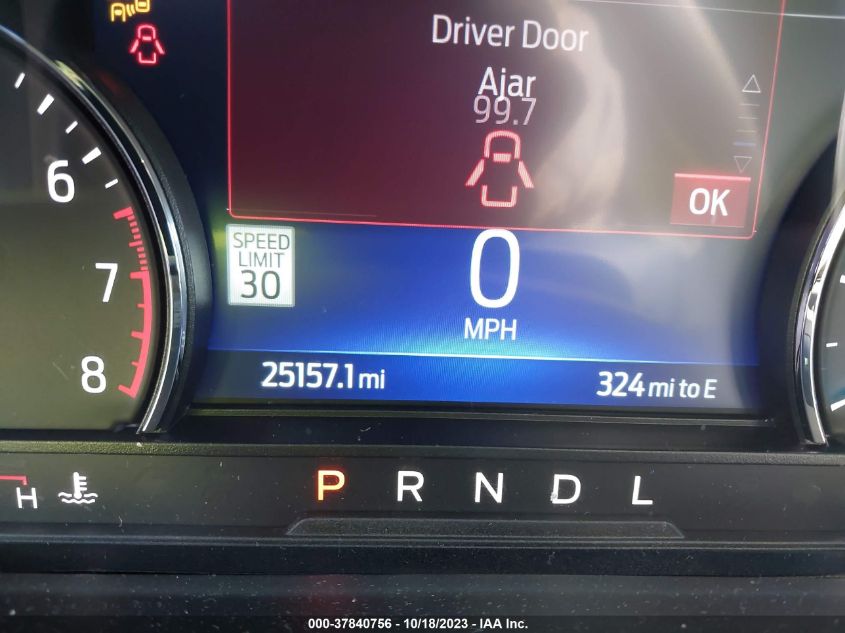 Driver Door
Ajar
99.7
OK
SPEED
LIMIT
30
0
MPH
6
7
8
25157.1 mi
324 mi to E
H
P R N D L
000-37840756 - 10/18/2023 - IAA Inc.